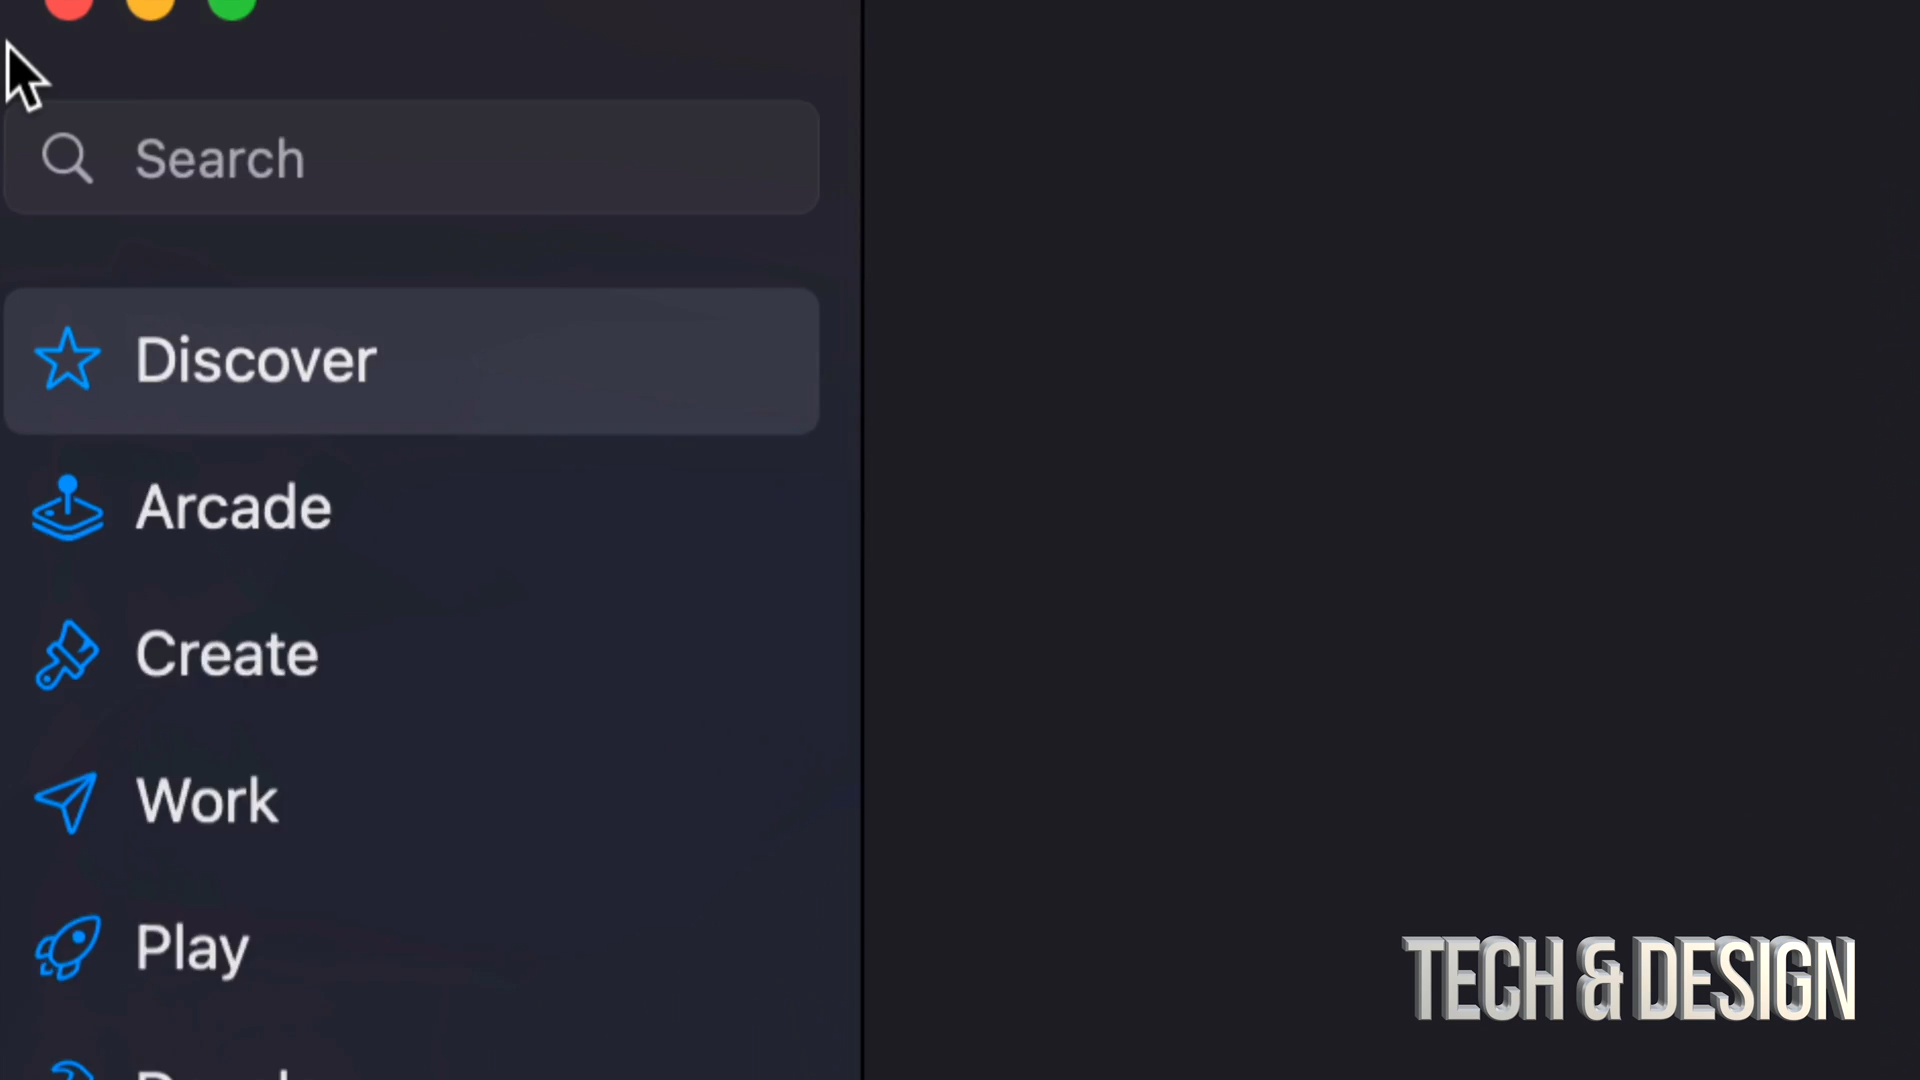 Search
Discover
Arcade
Create
Work
Play
TECH & DESIGN